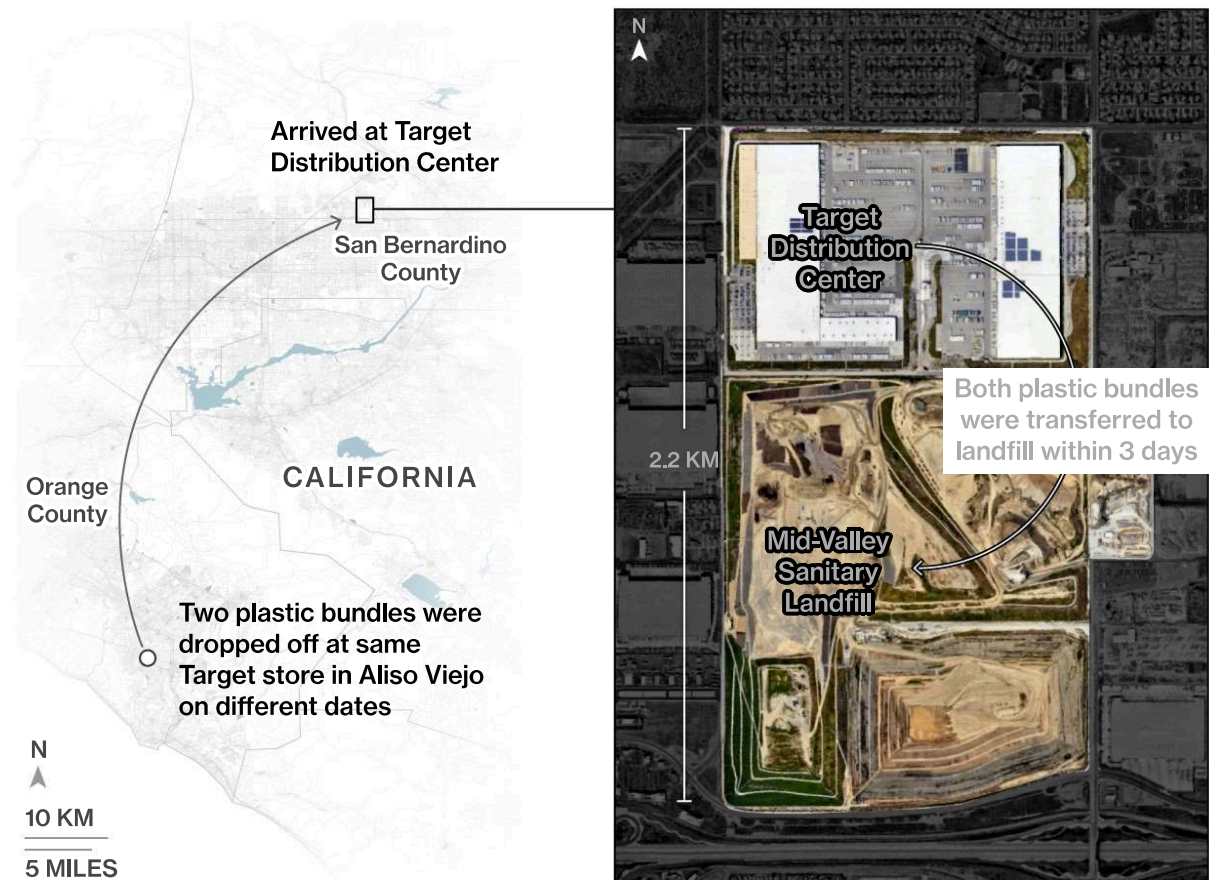 Arrived at Target
Distribution Center
San Bernardino
County
CALIFORNIA
Orange
County
Two plastic bundles were
dropped off at same
Target store in Aliso Viejo
on different dates
N
10 KM
5 MILES
N
Target
Distribution
Center
Both plastic bundles
were transferred to
landfill within 3 days
2.2 KM
Mid-Valley
Sanitary
Landfill